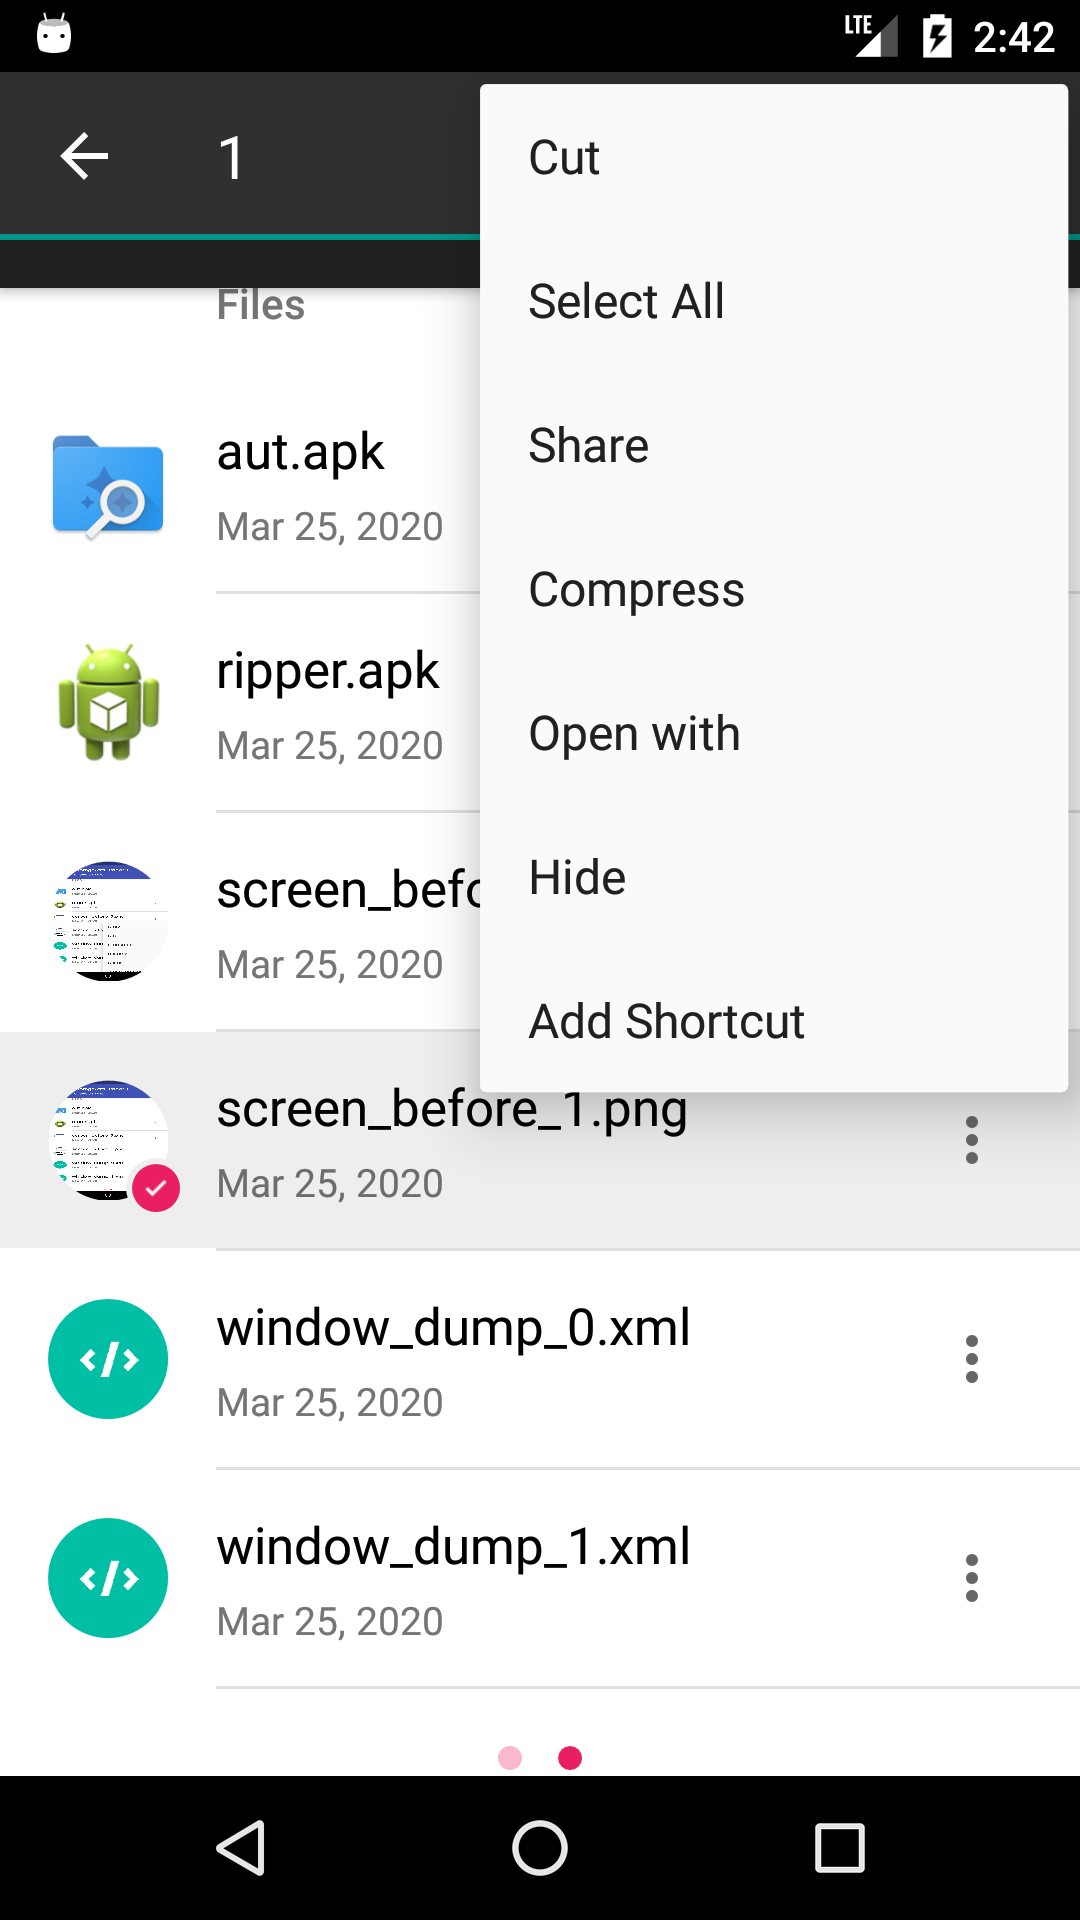 LTE 2:42
1
Cut
Select All
Share
Compress
Open with
Hide
Add Shortcut
Files
aut.apk
Mar 25, 2020
ripper.apk
Mar 25, 2020
screen_befo
Mar 25, 2020
screen_before_1.png
Mar 25, 2020
window_dump_0.xml
Mar 25, 2020
window_dump_1.xml
Mar 25, 2020